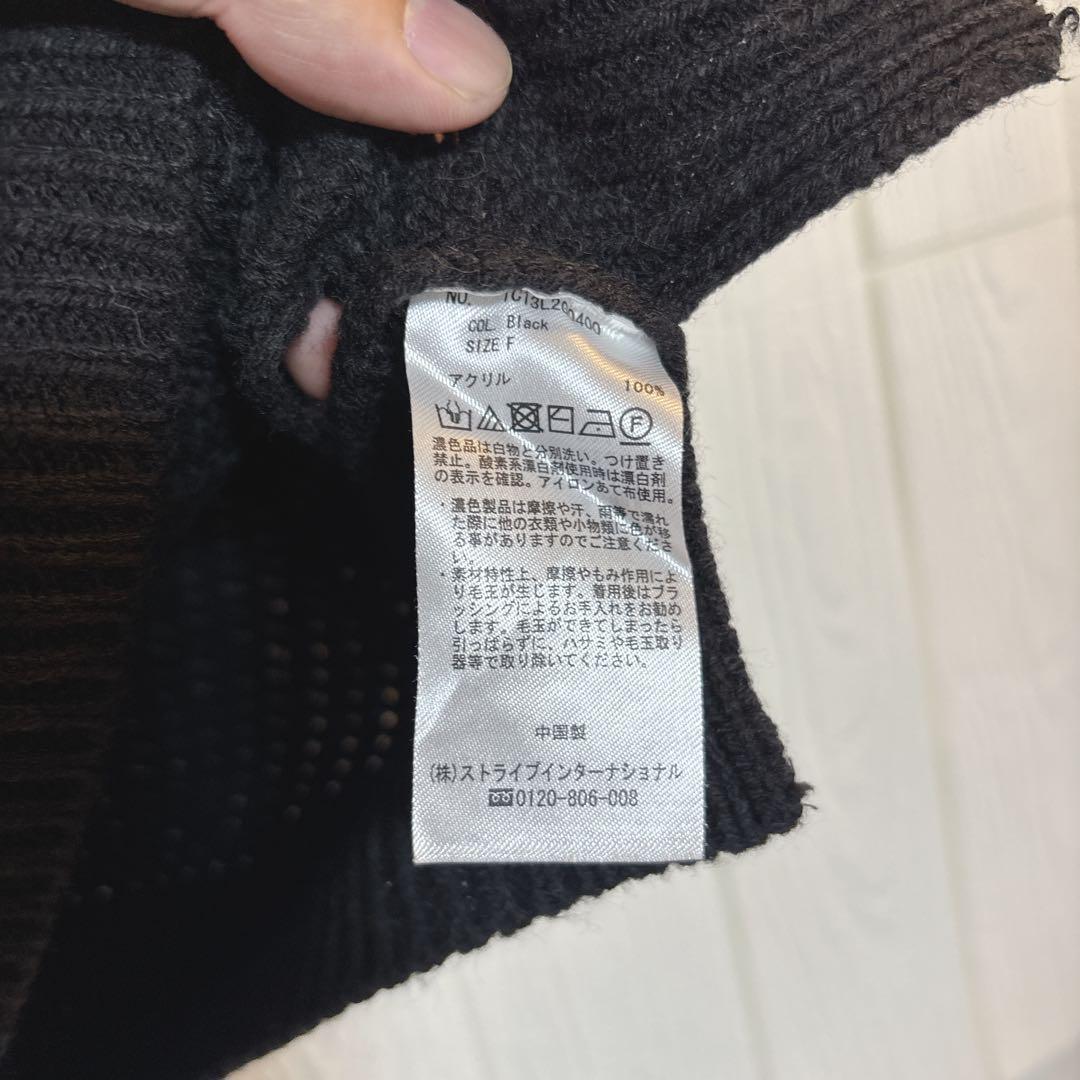 NO. 1C13L200400
COL. Black
SIZE F
アクリル 100%
F
濃色品は白物と分別洗い。つけ置き
禁止。酸素系漂白剤使用時は漂白剤
の表示を確認。アイロンあて布使用。
・濃色製品は摩擦や汗、雨等で濡れ
た際に他の衣類や小物類に色が移
る事がありますのでご注意くださ
い。
・素材特性上、摩擦やもみ作用によ
り毛玉が生じます。着用後はブラ
ッシングによるお手入れをお勧め
します。毛玉ができてしまったら
引っぱらずに、ハサミや毛玉取り
器等で取り除いてください。
中国製
(株)ストライプインターナショナル
0120-806-008